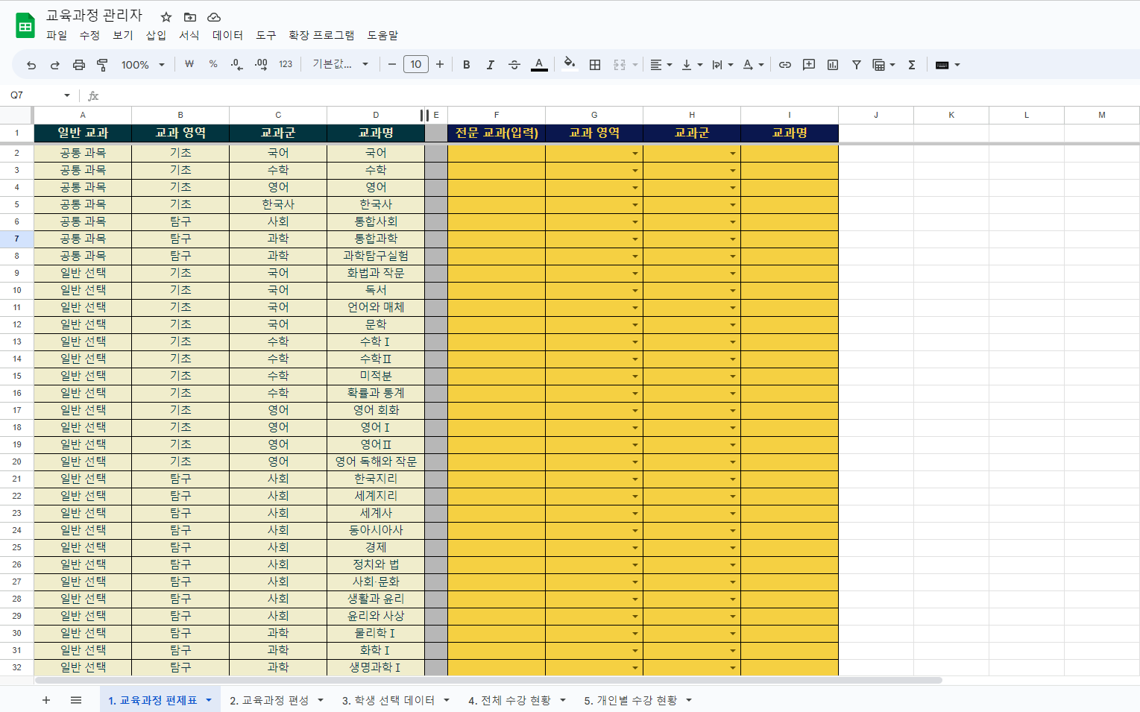 교육과정 관리자
파일 수정 보기 삽입 서식 데이터 도구 확장 프로그램 도움말
100% ₩ % .0 .00 123 기본값... 10 B I S A
Q7 fx
A B C D E F G H I J K L M
1 일반 교과 교과 영역 교과군 교과명 전문 교과(입력) 교과 영역 교과군 교과명
2 공통 과목 기초 국어 국어
3 공통 과목 기초 수학 수학
4 공통 과목 기초 영어 영어
5 공통 과목 기초 한국사 한국사
6 공통 과목 탐구 사회 통합사회
7 공통 과목 탐구 과학 통합과학
8 공통 과목 탐구 과학 과학탐구실험
9 일반 선택 기초 국어 화법과 작문
10 일반 선택 기초 국어 독서
11 일반 선택 기초 국어 언어와 매체
12 일반 선택 기초 국어 문학
13 일반 선택 기초 수학 수학Ⅰ
14 일반 선택 기초 수학 수학Ⅱ
15 일반 선택 기초 수학 미적분
16 일반 선택 기초 수학 확률과 통계
17 일반 선택 기초 영어 영어 회화
18 일반 선택 기초 영어 영어Ⅰ
19 일반 선택 기초 영어 영어Ⅱ
20 일반 선택 기초 영어 영어 독해와 작문
21 일반 선택 탐구 사회 한국지리
22 일반 선택 탐구 사회 세계지리
23 일반 선택 탐구 사회 세계사
24 일반 선택 탐구 사회 동아시아사
25 일반 선택 탐구 사회 경제
26 일반 선택 탐구 사회 정치와 법
27 일반 선택 탐구 사회 사회·문화
28 일반 선택 탐구 사회 생활과 윤리
29 일반 선택 탐구 사회 윤리와 사상
30 일반 선택 탐구 과학 물리학Ⅰ
31 일반 선택 탐구 과학 화학Ⅰ
32 일반 선택 탐구 과학 생명과학Ⅰ
1. 교육과정 편제표 2. 교육과정 편성 3. 학생 선택 데이터 4. 전체 수강 현황 5. 개인별 수강 현황